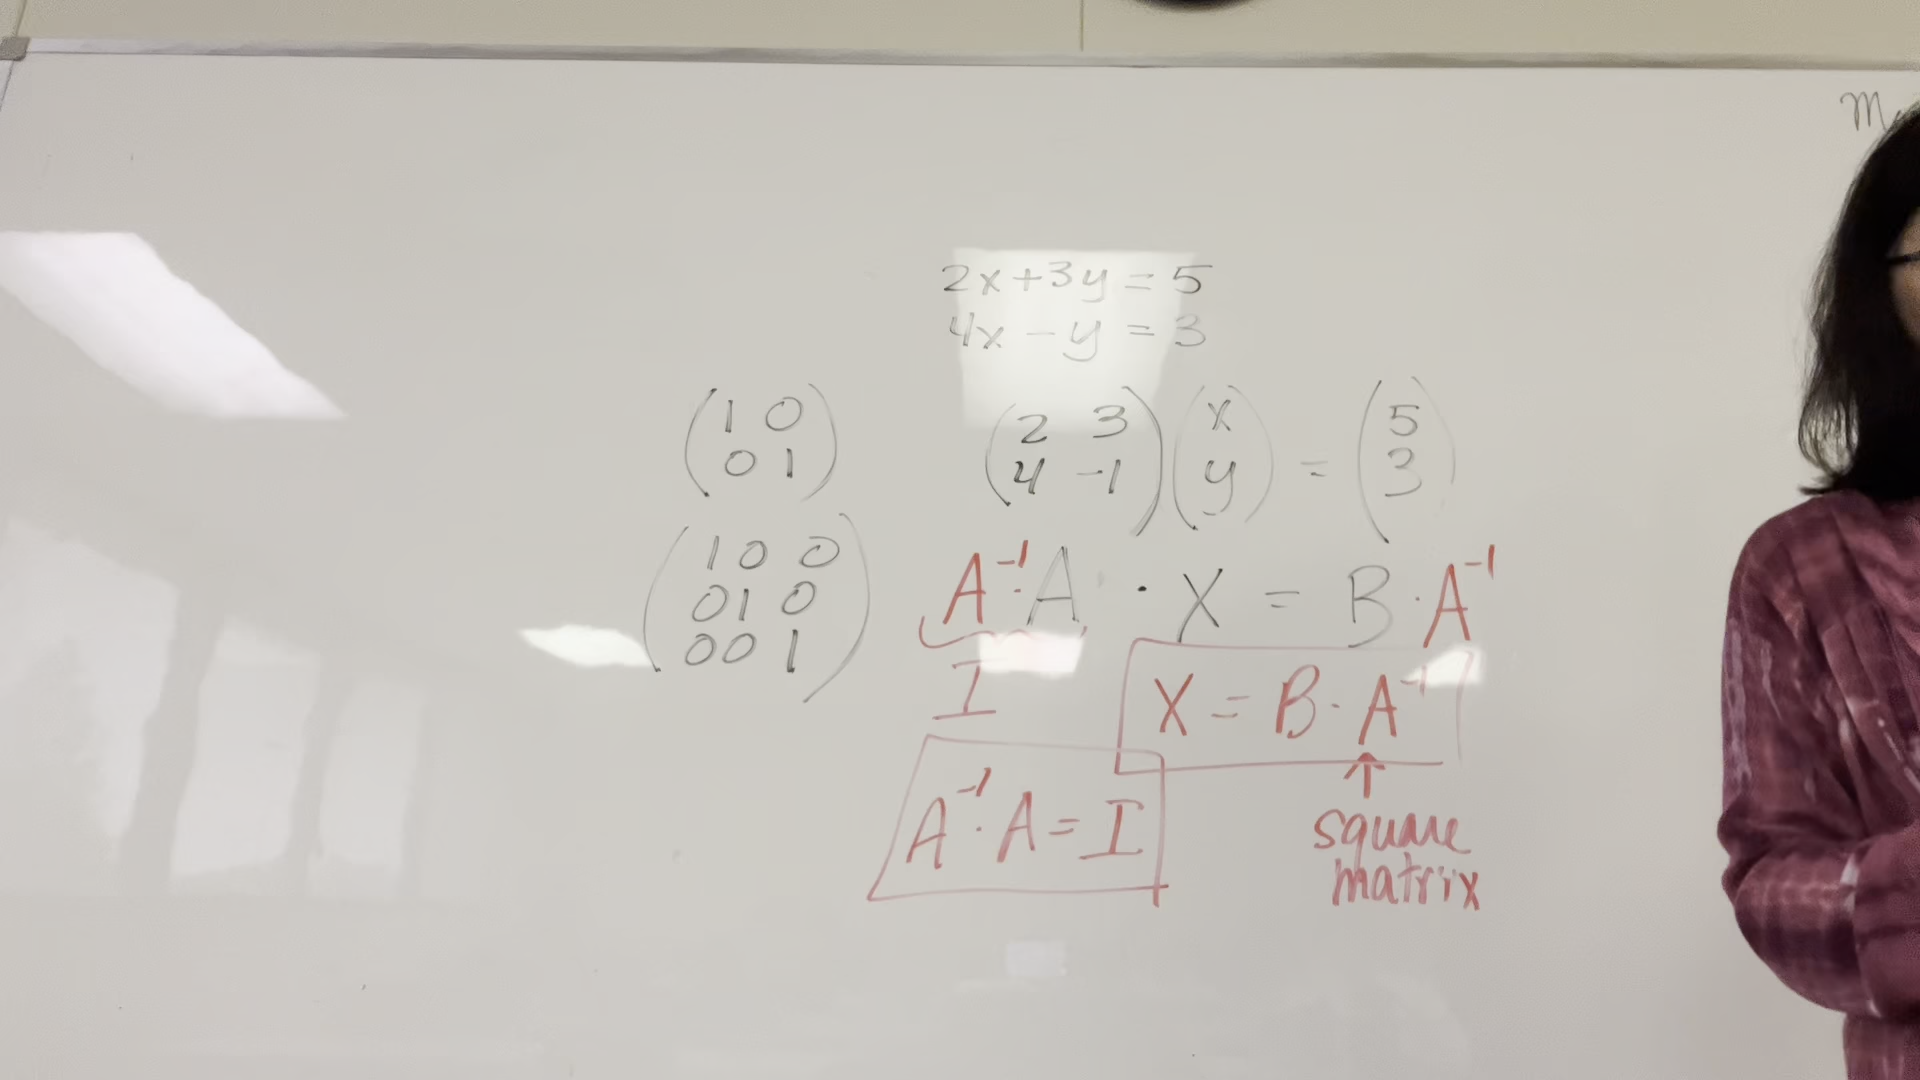 2x+3y=5
4x-y=3
(1 0
0 1)
(2 3
4 -1)(x
y) = (5
3)
(1 0 0
0 1 0
0 0 1)
A⁻¹·A · X = B·A⁻¹
I
X = B·A⁻¹
A⁻¹·A = I
square
matrix